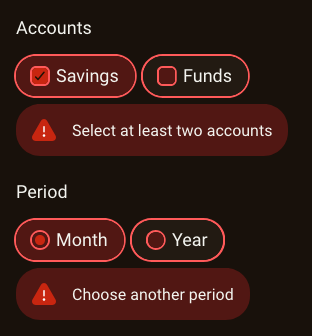 Accounts
Savings Funds
Select at least two accounts
Period
Month Year
Choose another period